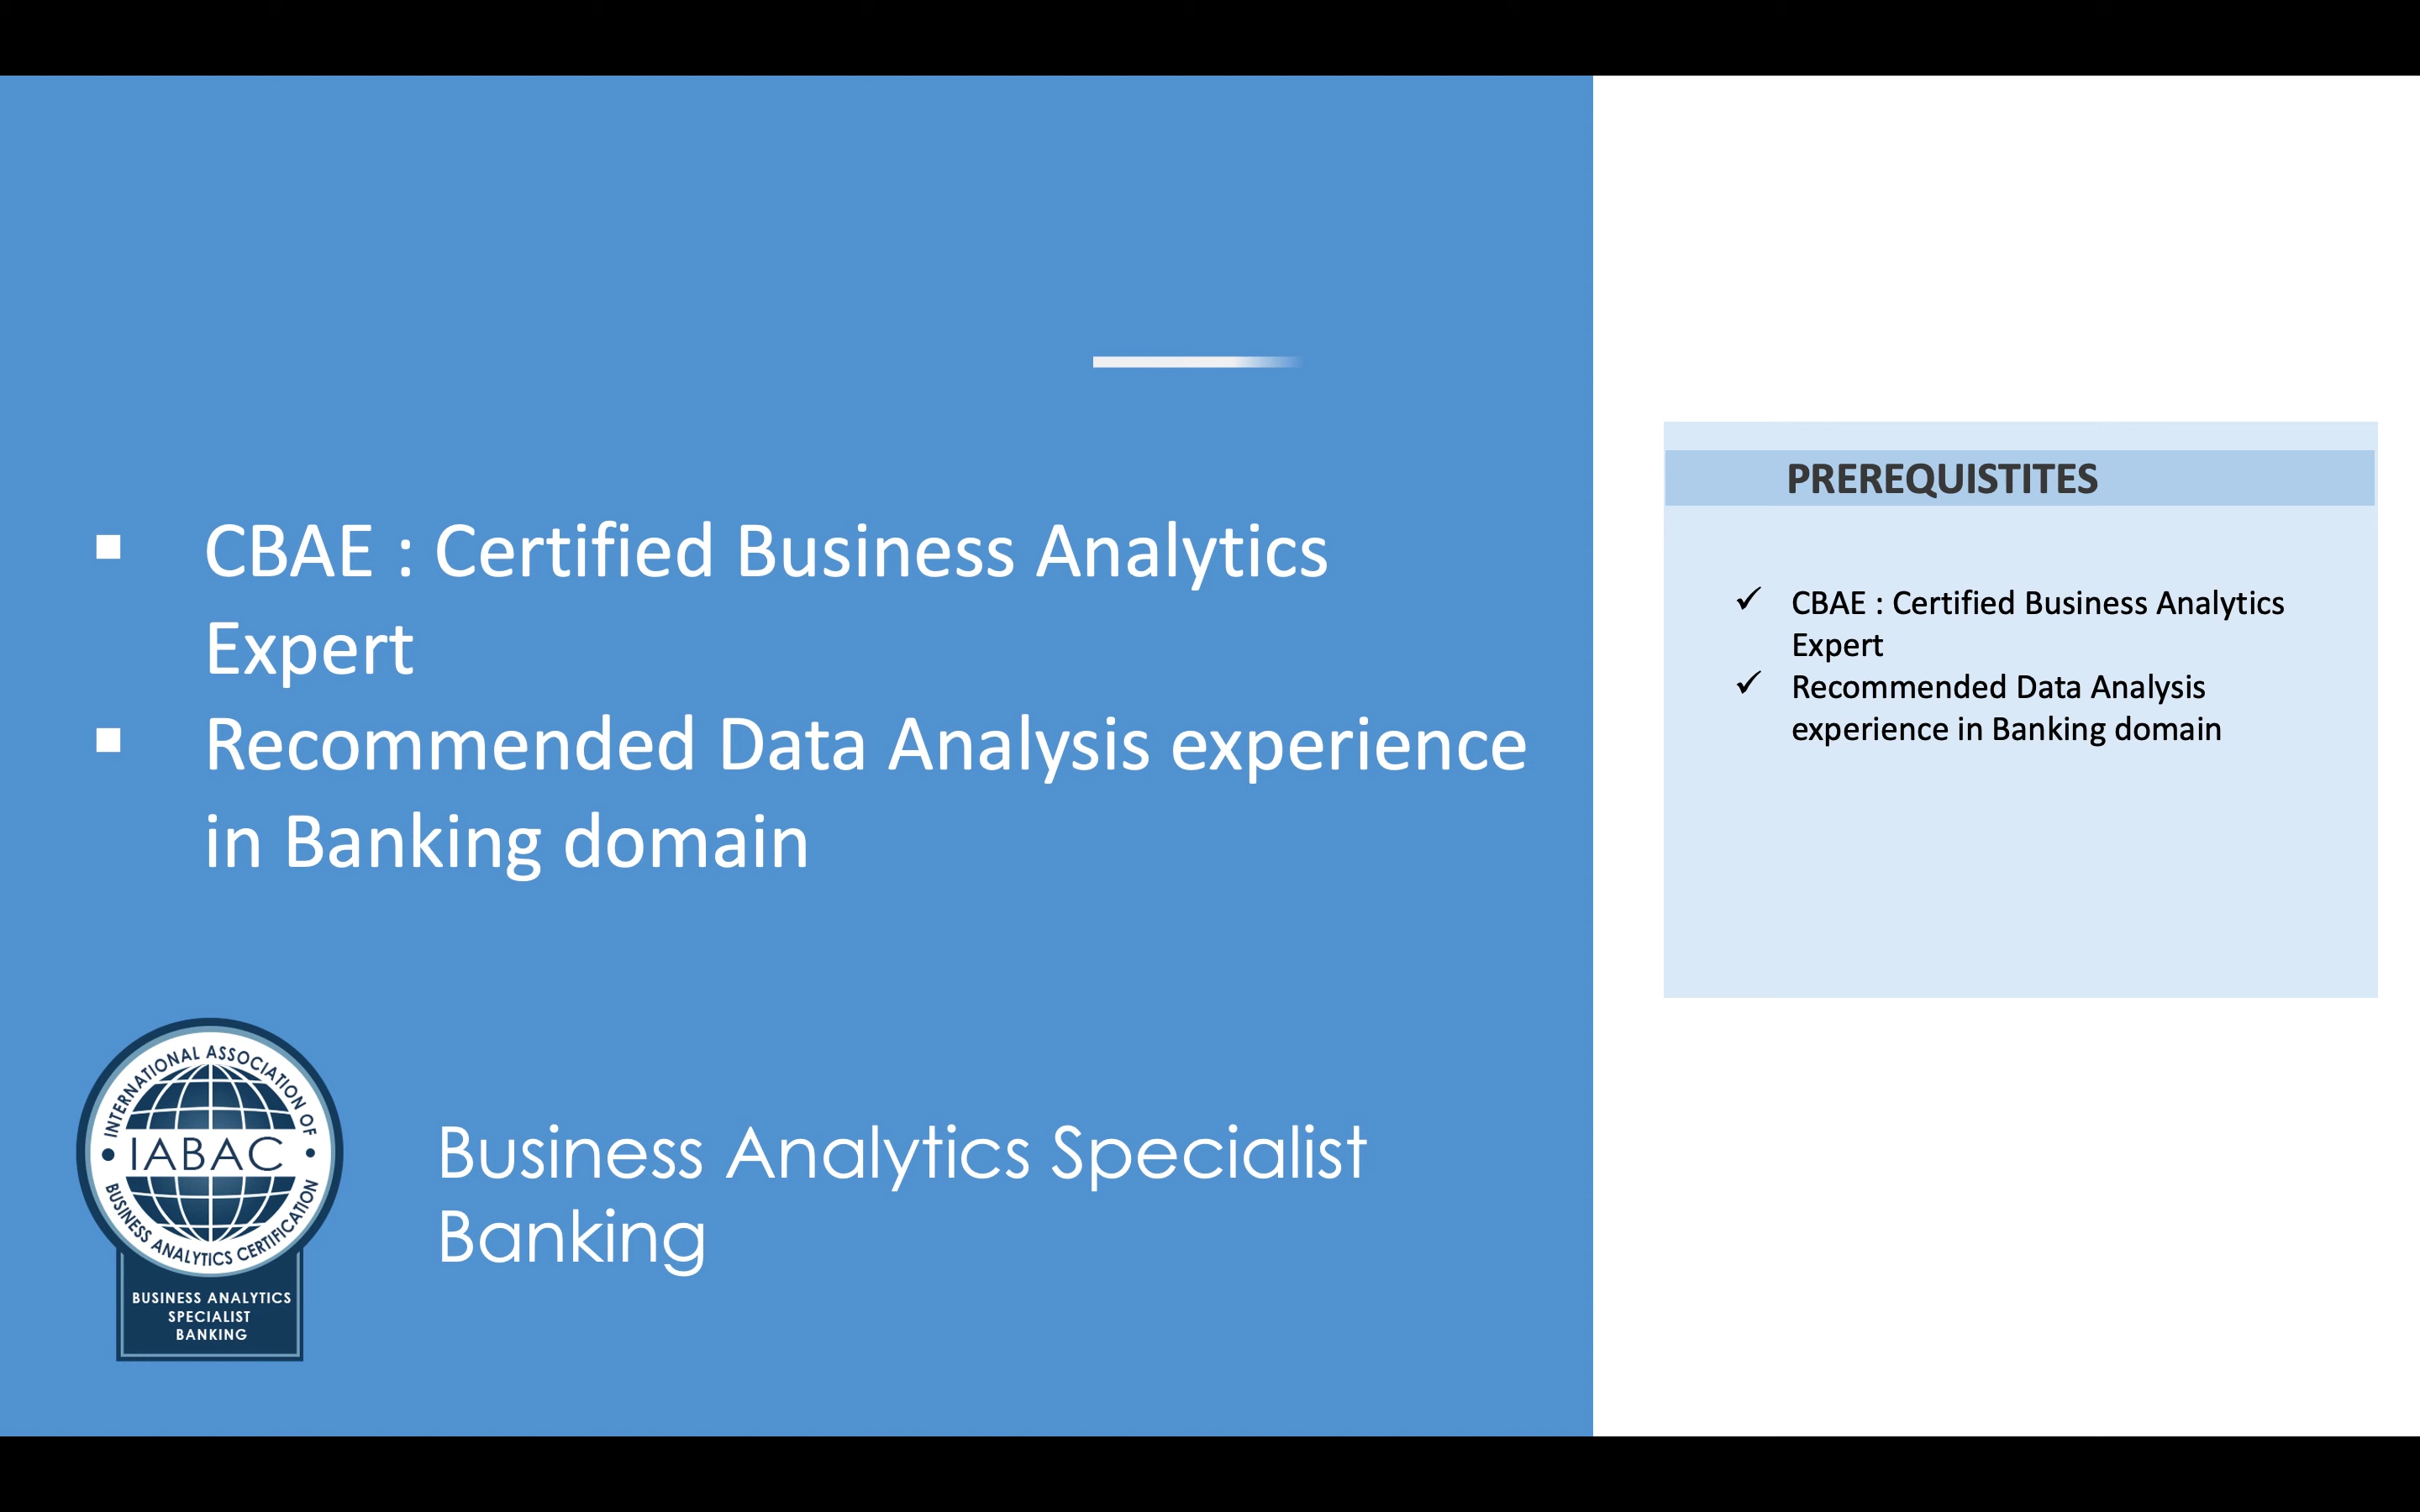 ▪ CBAE : Certified Business Analytics
Expert
▪ Recommended Data Analysis experience
in Banking domain
INTERNATIONAL ASSOCIATION OF
• IABAC •
BUSINESS ANALYTICS CERTIFICATION
BUSINESS ANALYTICS
SPECIALIST
BANKING
Business Analytics Specialist
Banking
PREREQUISTITES
✓ CBAE : Certified Business Analytics
Expert
✓ Recommended Data Analysis
experience in Banking domain